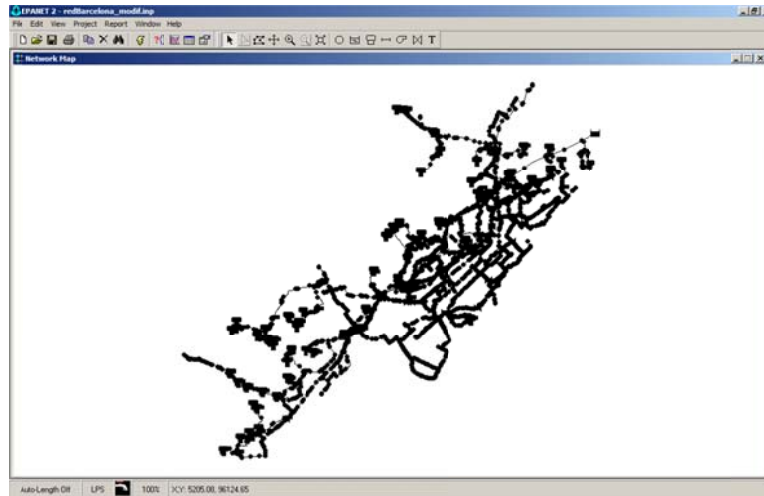 EPANET 2 - redBarcelona_modif.inp
File Edit View Project Report Window Help
T
Network Map
Auto-Length Off LPS 100% X,Y: 5205.00, 96124.65